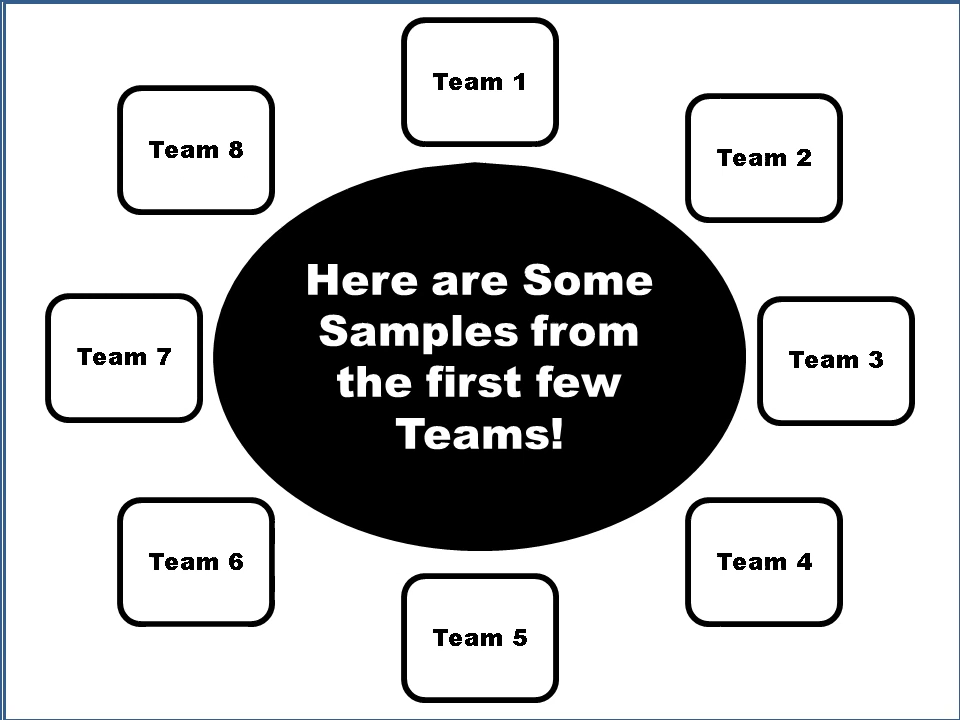 Team 1
Team 8
Team 2
Here are Some
Samples from
the first few
Teams!
Team 7
Team 3
Team 6
Team 4
Team 5